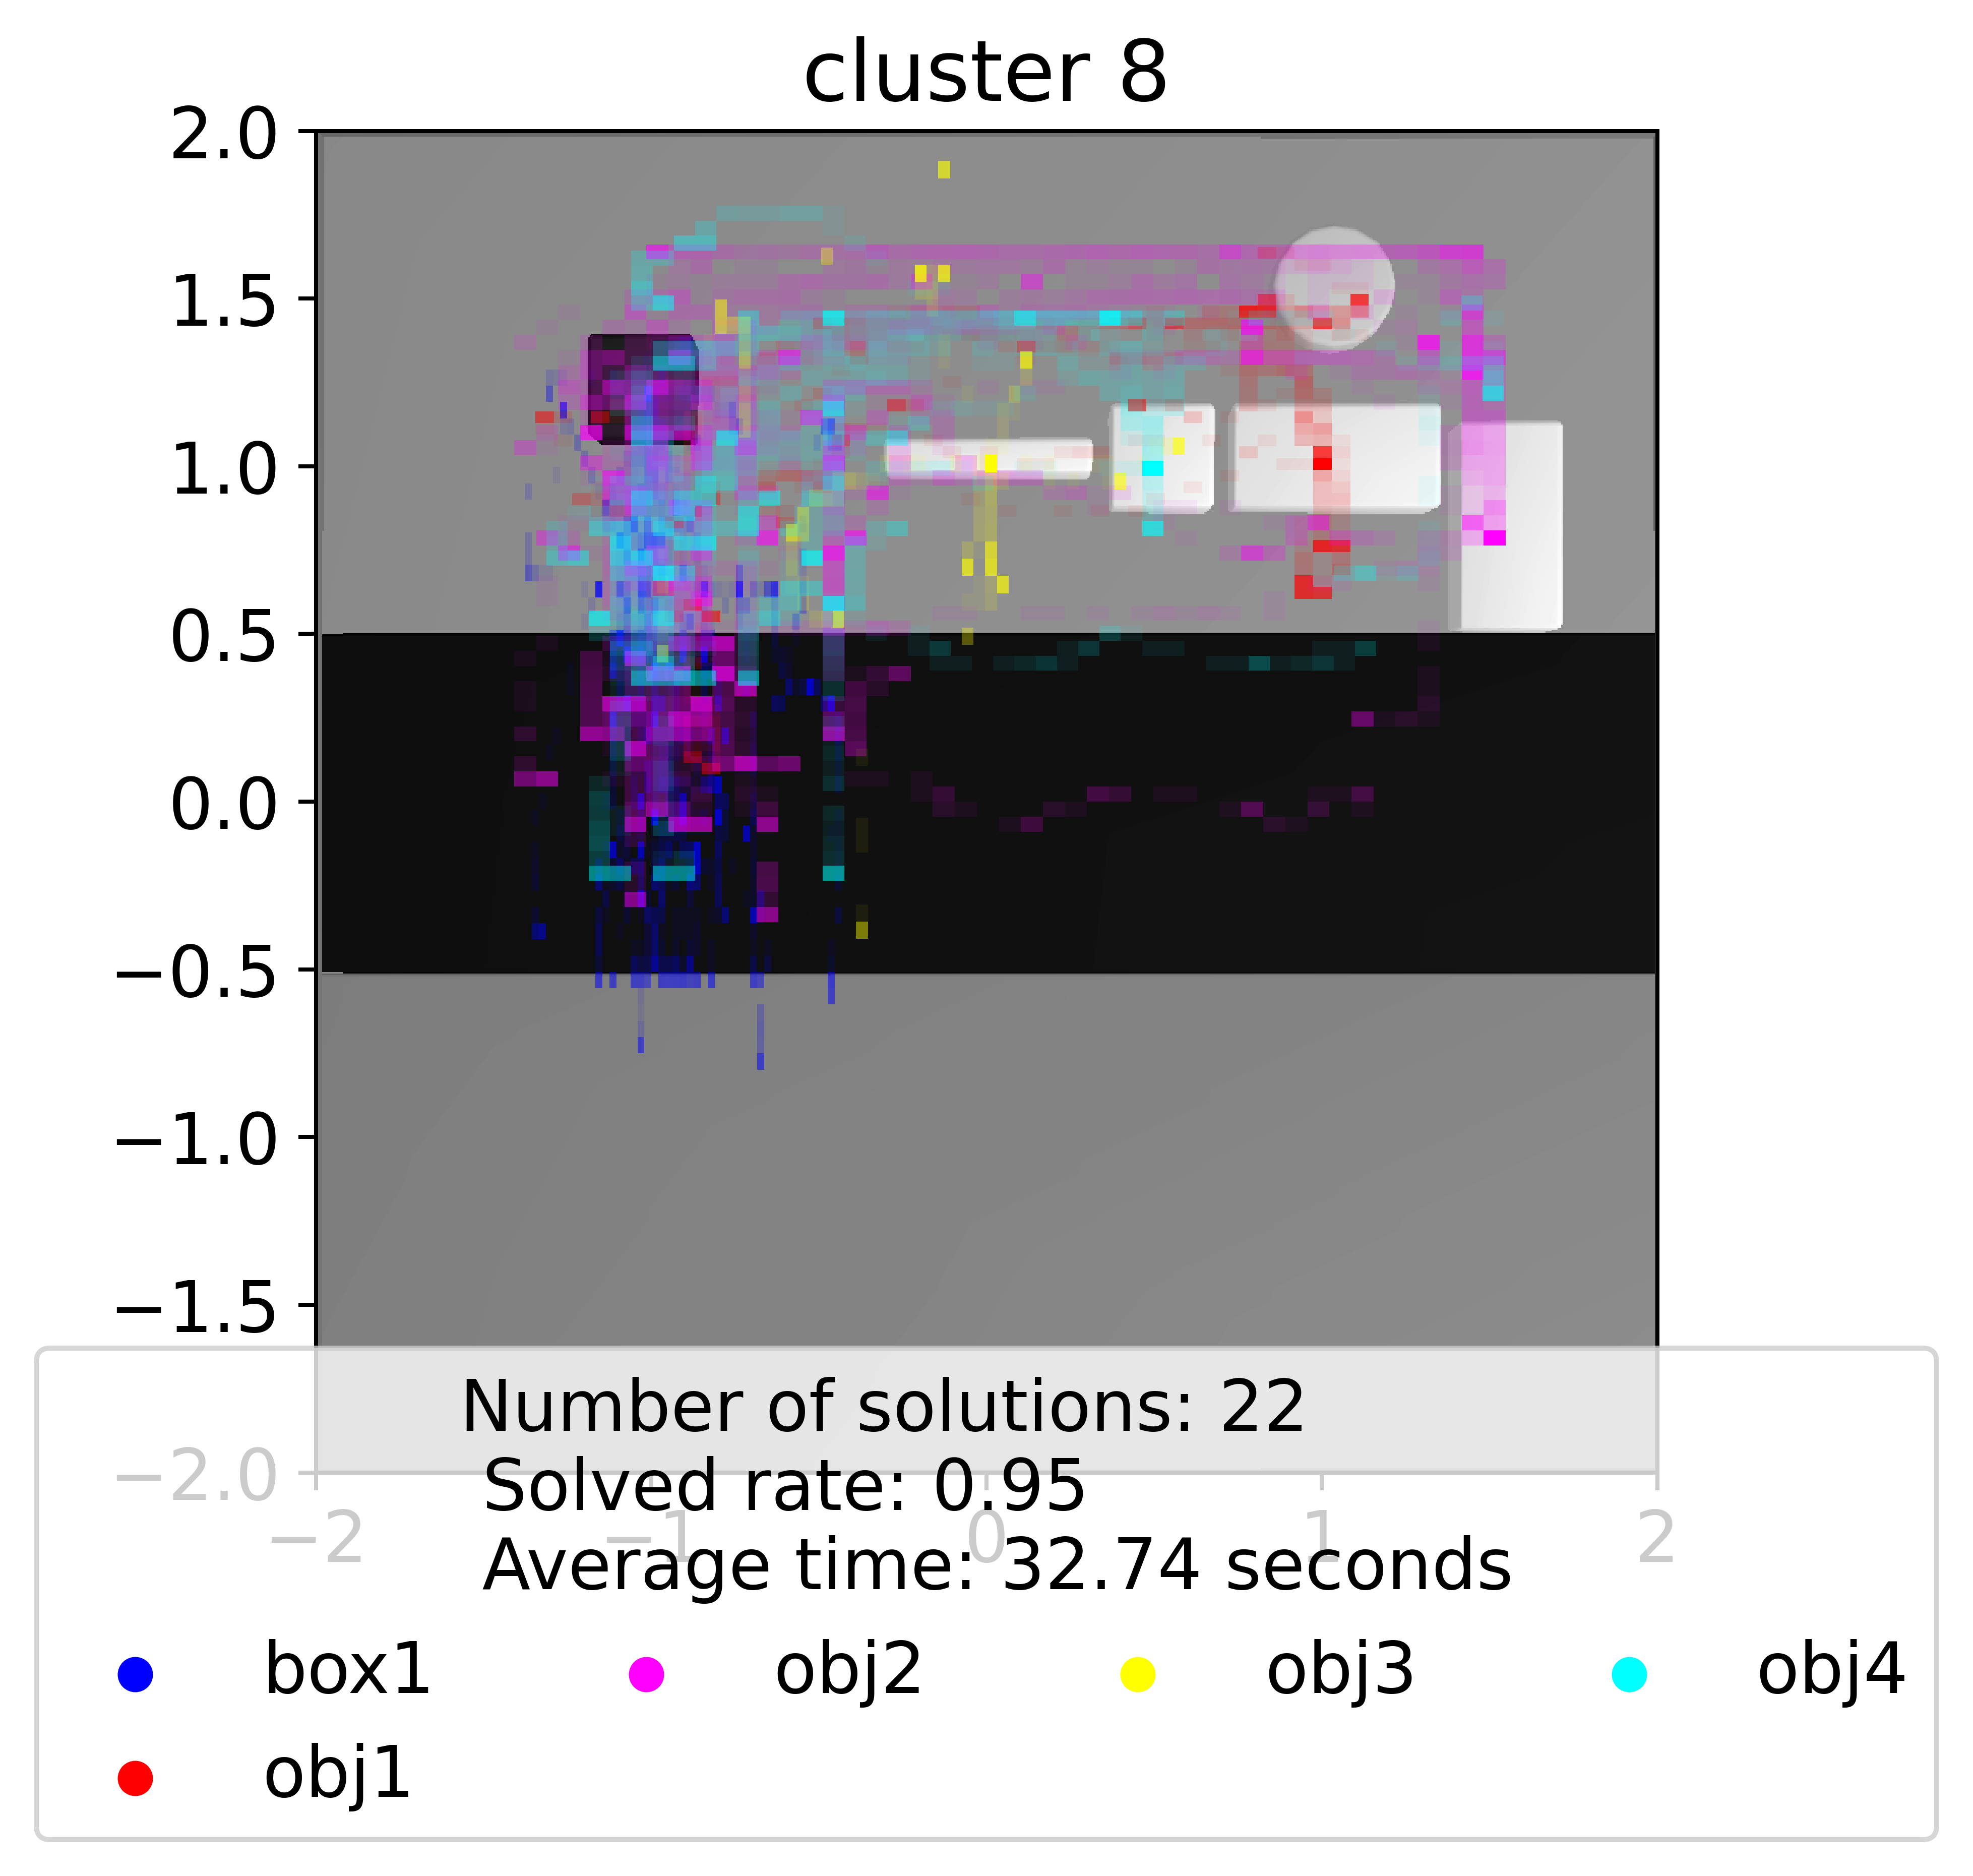 cluster 8
2.0
1.5
1.0
0.5
0.0
−0.5
−1.0
−1.5
−2.0
−2 −1 0 1 2
Number of solutions: 22
Solved rate: 0.95
Average time: 32.74 seconds
box1 obj2 obj3 obj4
obj1